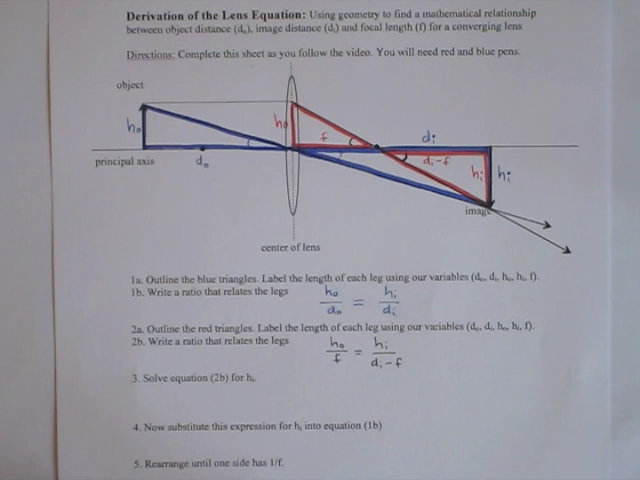 Derivation of the Lens Equation: Using geometry to find a mathematical relationship
between object distance (dₒ), image distance (dᵢ) and focal length (f) for a converging lens
Directions: Complete this sheet as you follow the video. You will need red and blue pens.
object
hₒ
hₒ
f
dᵢ
principal axis
dₒ
dᵢ-f
hᵢ
hᵢ
image
center of lens
1a. Outline the blue triangles. Label the length of each leg using our variables (dₒ, dᵢ, hₒ, hᵢ, f).
1b. Write a ratio that relates the legs
hₒ/dₒ = hᵢ/dᵢ
2a. Outline the red triangles. Label the length of each leg using our variables (dₒ, dᵢ, hₒ, hᵢ, f).
2b. Write a ratio that relates the legs
hₒ/f = hᵢ/dᵢ-f
3. Solve equation (2b) for
4. Now substitute this expression for into equation (1b)
5. Rearrange until one side has 1/f.